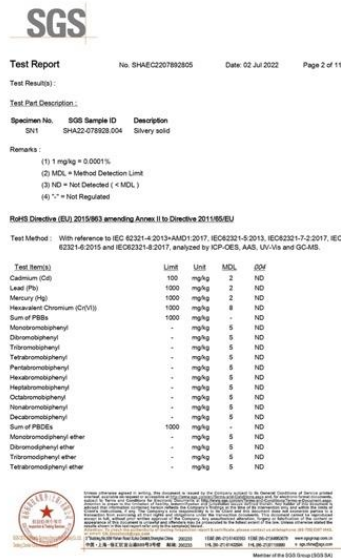 SGS
Test Report No. SHAEC2207892805 Date: 02 Jul 2022 Page 2 of 11
Test Result(s) :
Test Part Description :
Specimen No. SGS Sample ID Description
SN1 SHA22-078928.004 Silvery solid
Remarks :
(1) 1 mg/kg = 0.0001%
(2) MDL = Method Detection Limit
(3) ND = Not Detected ( < MDL )
(4) "-" = Not Regulated
RoHS Directive (EU) 2015/863 amending Annex II to Directive 2011/65/EU
Test Method : With reference to IEC 62321-4:2013+AMD1:2017, IEC62321-5:2013, IEC62321-7-2:2017, IEC
62321-6:2015 and IEC62321-8:2017, analyzed by ICP-OES, AAS, UV-Vis and GC-MS.
Test Item(s) Limit Unit MDL 004
Cadmium (Cd) 100 mg/kg 2 ND
Lead (Pb) 1000 mg/kg 2 ND
Mercury (Hg) 1000 mg/kg 2 ND
Hexavalent Chromium (Cr(VI)) 1000 mg/kg 8 ND
Sum of PBBs 1000 mg/kg - ND
Monobromobiphenyl - mg/kg 5 ND
Dibromobiphenyl - mg/kg 5 ND
Tribromobiphenyl - mg/kg 5 ND
Tetrabromobiphenyl - mg/kg 5 ND
Pentabromobiphenyl - mg/kg 5 ND
Hexabromobiphenyl - mg/kg 5 ND
Heptabromobiphenyl - mg/kg 5 ND
Octabromobiphenyl - mg/kg 5 ND
Nonabromobiphenyl - mg/kg 5 ND
Decabromobiphenyl - mg/kg 5 ND
Sum of PBDEs 1000 mg/kg - ND
Monobromodiphenyl ether - mg/kg 5 ND
Dibromodiphenyl ether - mg/kg 5 ND
Tribromodiphenyl ether - mg/kg 5 ND
Tetrabromodiphenyl ether - mg/kg 5 ND
Member of the SGS Group (SGS SA)